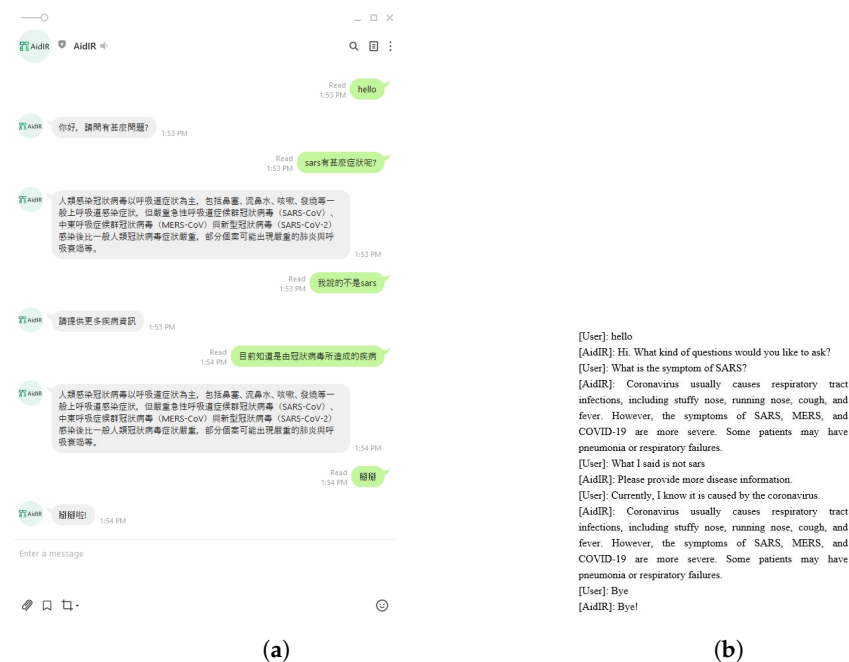 AidIR
AidIR
Read
1:53 PM
hello
AidIR
你好，請問有甚麼問題?
1:53 PM
Read
1:53 PM
sars有甚麼症狀呢?
AidIR
人類感染冠狀病毒以呼吸道症狀為主，包括鼻塞、流鼻水、咳嗽、發燒等一
般上呼吸道感染症狀，但嚴重急性呼吸道症候群冠狀病毒（SARS-CoV）、
中東呼吸症候群冠狀病毒（MERS-CoV）與新型冠狀病毒（SARS-CoV-2）
感染後比一般人類冠狀病毒症狀嚴重，部分個案可能出現嚴重的肺炎與呼
吸衰竭等。
1:53 PM
Read
1:53 PM
我說的不是sars
AidIR
請提供更多疾病資訊
1:53 PM
Read
1:54 PM
目前知道是由冠狀病毒所造成的疾病
AidIR
人類感染冠狀病毒以呼吸道症狀為主，包括鼻塞、流鼻水、咳嗽、發燒等一
般上呼吸道感染症狀，但嚴重急性呼吸道症候群冠狀病毒（SARS-CoV）、
中東呼吸症候群冠狀病毒（MERS-CoV）與新型冠狀病毒（SARS-CoV-2）
感染後比一般人類冠狀病毒症狀嚴重，部分個案可能出現嚴重的肺炎與呼
吸衰竭等。
1:54 PM
Read
1:54 PM
掰掰
AidIR
掰掰啦!
1:54 PM
Enter a message
(a)
[User]: hello
[AidIR]: Hi. What kind of questions would you like to ask?
[User]: What is the symptom of SARS?
[AidIR]: Coronavirus usually causes respiratory tract
infections, including stuffy nose, running nose, cough, and
fever. However, the symptoms of SARS, MERS, and
COVID-19 are more severe. Some patients may have
pneumonia or respiratory failures.
[User]: What I said is not sars
[AidIR]: Please provide more disease information.
[User]: Currently, I know it is caused by the coronavirus.
[AidIR]: Coronavirus usually causes respiratory tract
infections, including stuffy nose, running nose, cough, and
fever. However, the symptoms of SARS, MERS, and
COVID-19 are more severe. Some patients may have
pneumonia or respiratory failures.
[User]: Bye
[AidIR]: Bye!
(b)